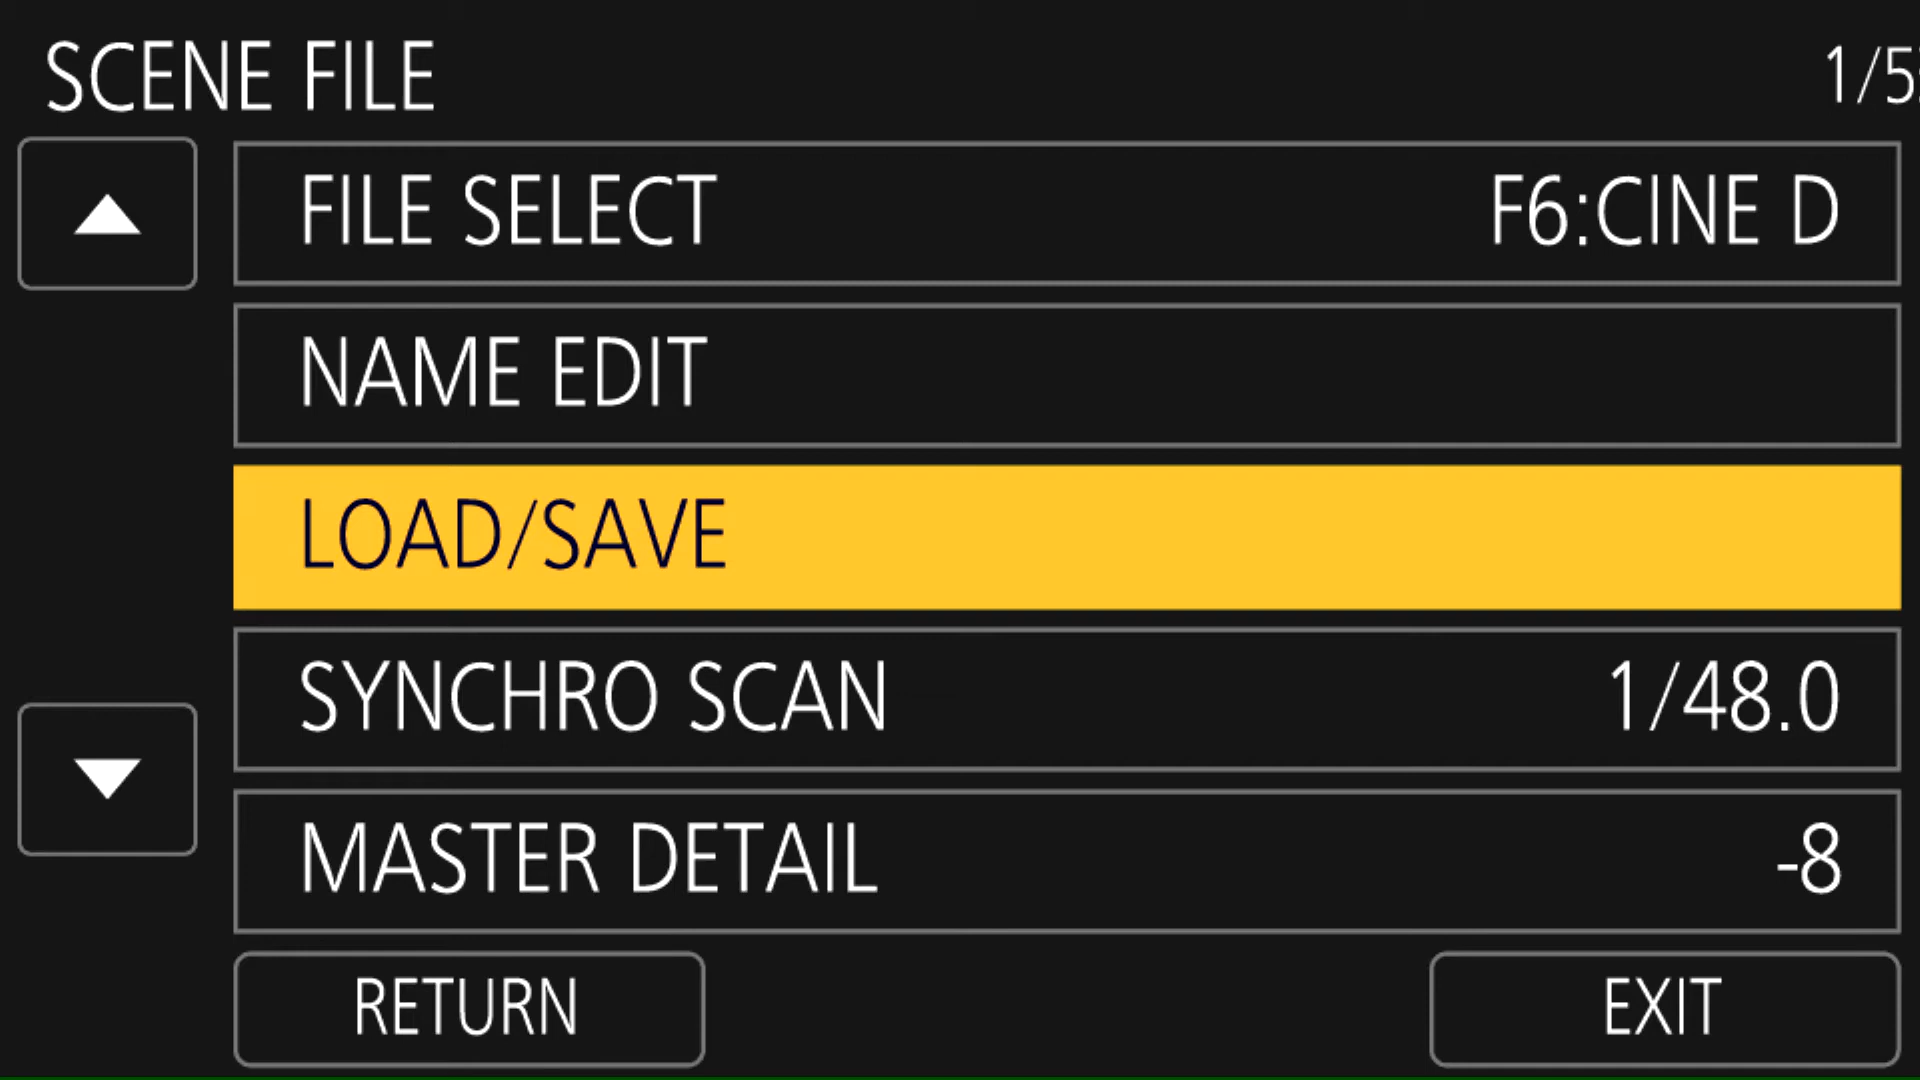 SCENE FILE
1/5
FILE SELECT F6:CINE D
NAME EDIT
LOAD/SAVE
SYNCHRO SCAN 1/48.0
MASTER DETAIL -8
RETURN EXIT